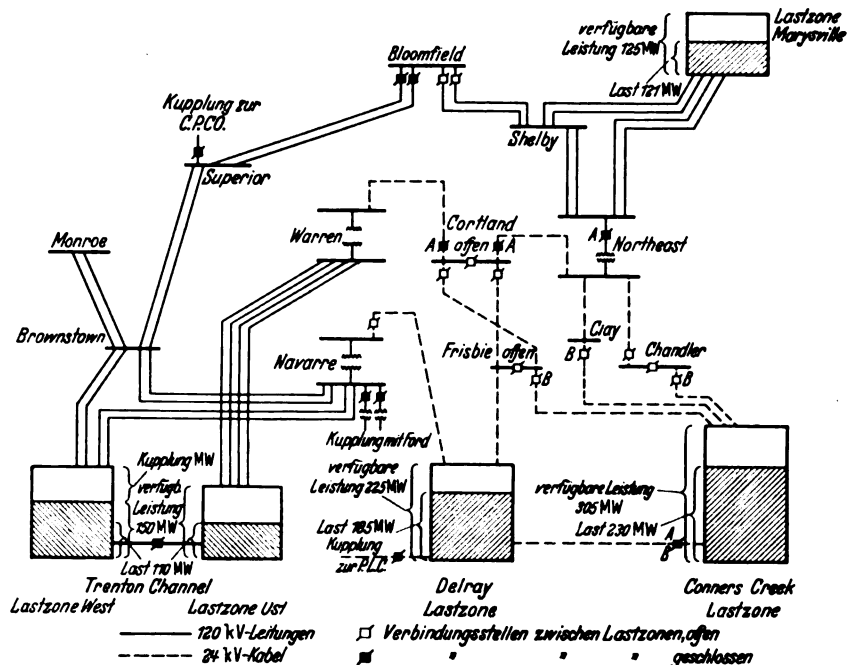 Lastzone
Marysville
verfügbare
Leistung 125 MW
Last 121 MW
Bloomfield
Kupplung zur
C.P.CO.
Superior
Shelby
Warren
Cortland
offen
A
A
A
Northeast
Monroe
Brownstown
Navarre
Frisbie offen
B
Clay
B
Chandler
B
Kupplung mit Ford
Kupplung MW
verfügb.
Leistung
150 MW
Last 110 MW
verfügbare
Leistung 225 MW
Last 185 MW
Kupplung
zur P.L.C.
verfügbare Leistung
305 MW
Last 230 MW
A
B
Trenton Channel
Lastzone West
Lastzone Ust
Delray
Lastzone
Conners Creek
Lastzone
120 kV-Leitungen
Verbindungsstellen zwischen Lastzonen, offen
24 kV-Kabel
" " " geschlossen